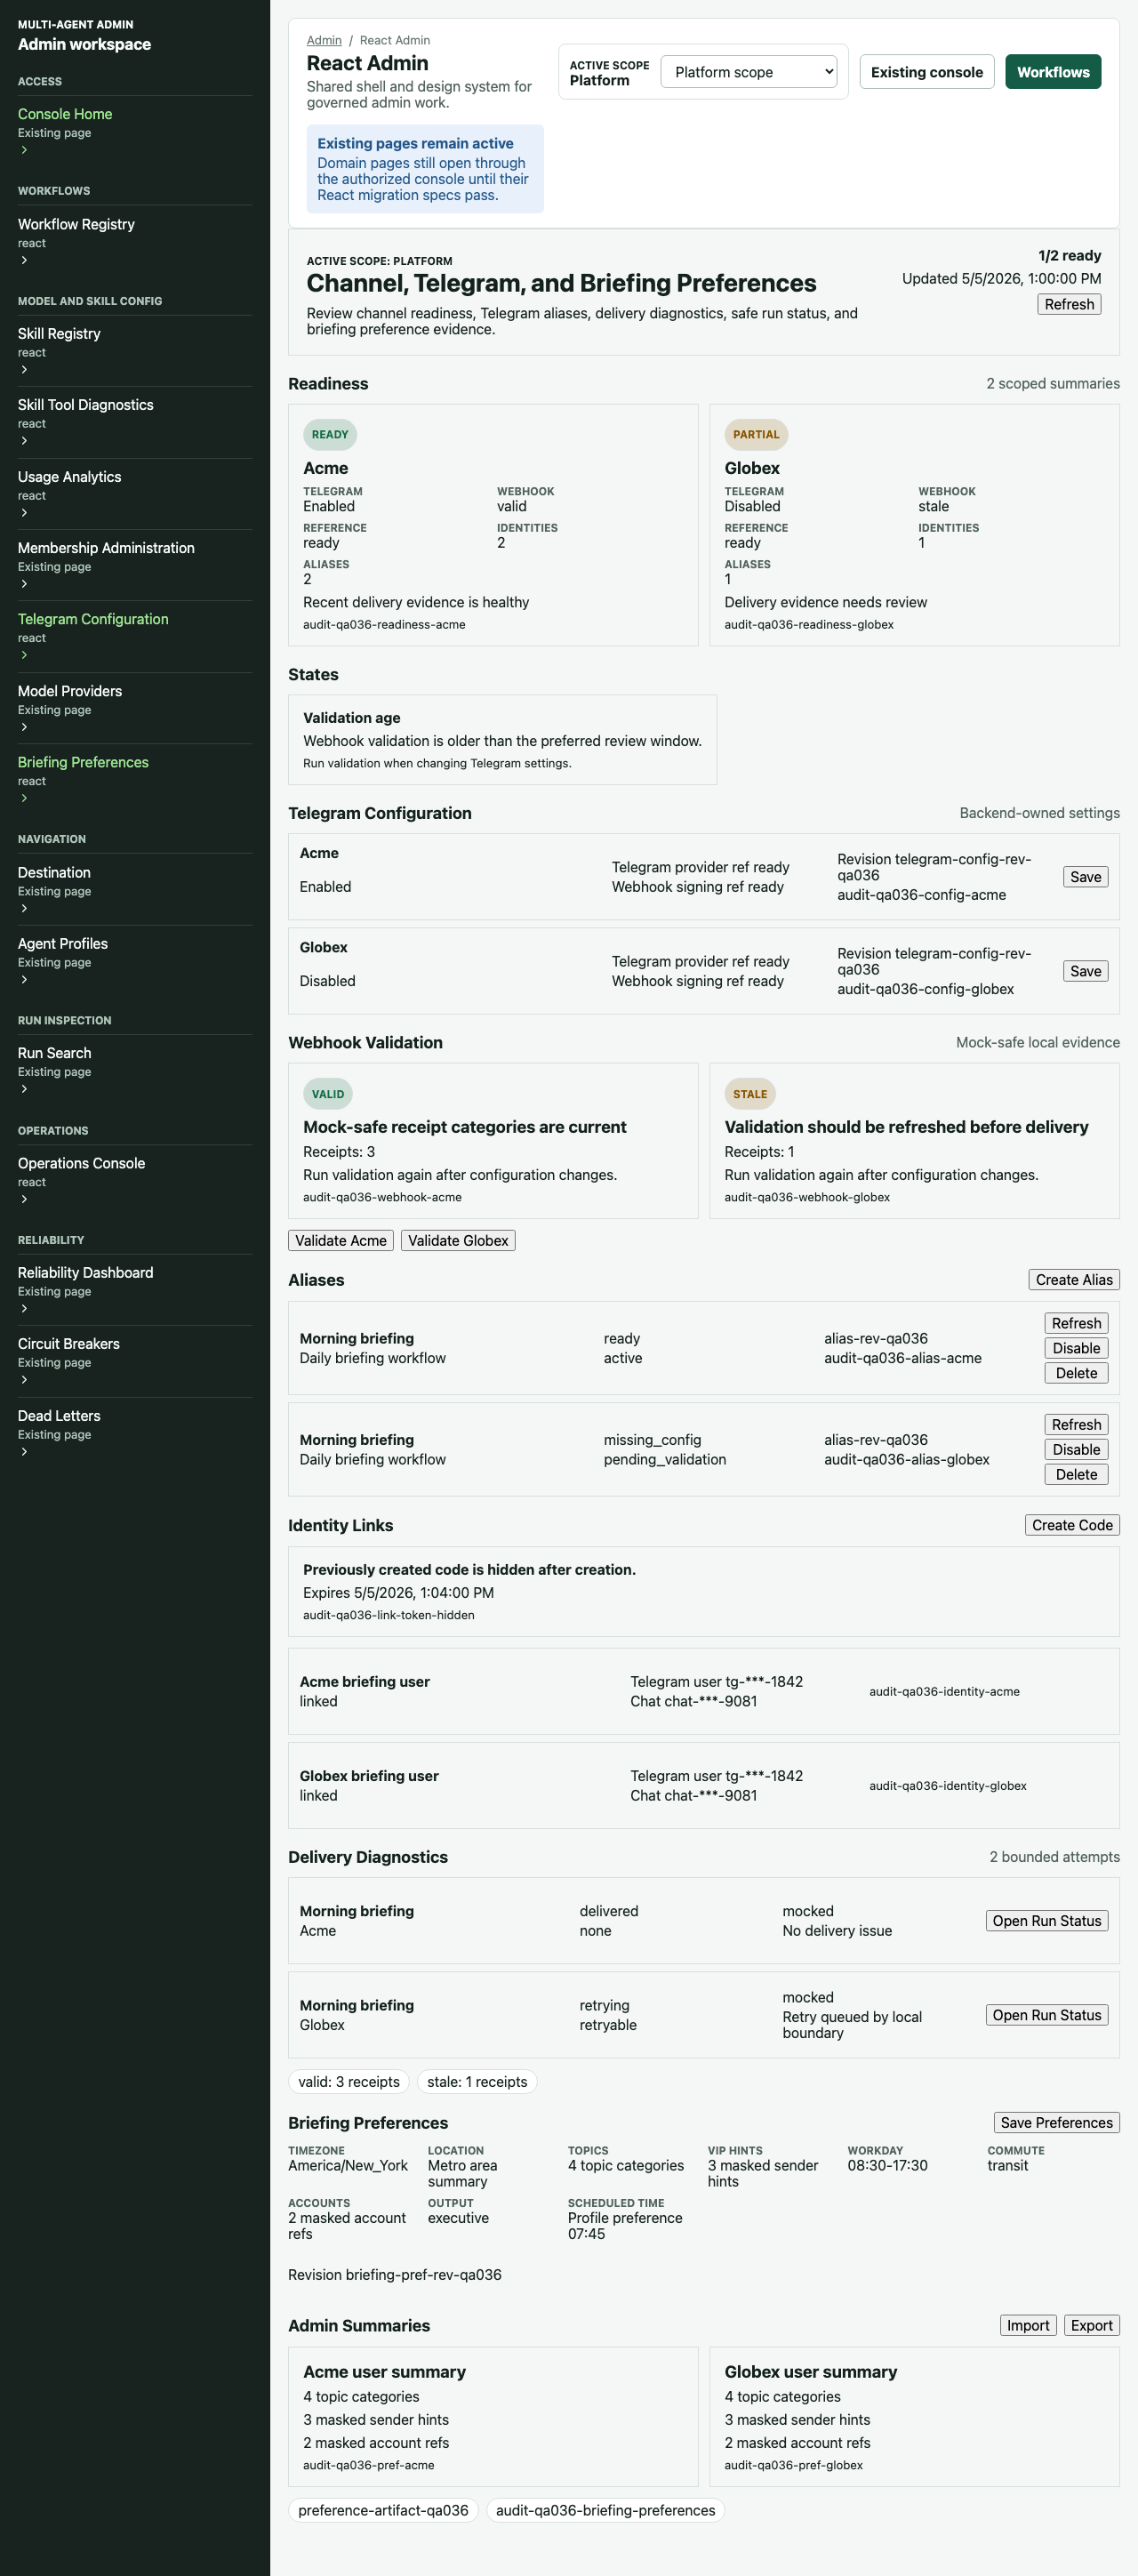 MULTI-AGENT ADMIN
Admin workspace
ACCESS
Console Home
Existing page
WORKFLOWS
Workflow Registry
react
MODEL AND SKILL CONFIG
Skill Registry
react
Skill Tool Diagnostics
react
Usage Analytics
react
Membership Administration
Existing page
Telegram Configuration
react
Model Providers
Existing page
Briefing Preferences
react
NAVIGATION
Destination
Existing page
Agent Profiles
Existing page
RUN INSPECTION
Run Search
Existing page
OPERATIONS
Operations Console
react
RELIABILITY
Reliability Dashboard
Existing page
Circuit Breakers
Existing page
Dead Letters
Existing page
Admin / React Admin
React Admin
Shared shell and design system for
governed admin work.
ACTIVE SCOPE
Platform
Platform scope
Existing console
Workflows
Existing pages remain active
Domain pages still open through
the authorized console until their
React migration specs pass.
ACTIVE SCOPE: PLATFORM
Channel, Telegram, and Briefing Preferences
Review channel readiness, Telegram aliases, delivery diagnostics, safe run status, and
briefing preference evidence.
1/2 ready
Updated 5/5/2026, 1:00:00 PM
Refresh
Readiness
2 scoped summaries
READY
Acme
TELEGRAM
Enabled
WEBHOOK
valid
REFERENCE
ready
IDENTITIES
2
ALIASES
2
Recent delivery evidence is healthy
audit-qa036-readiness-acme
PARTIAL
Globex
TELEGRAM
Disabled
WEBHOOK
stale
REFERENCE
ready
IDENTITIES
1
ALIASES
1
Delivery evidence needs review
audit-qa036-readiness-globex
States
Validation age
Webhook validation is older than the preferred review window.
Run validation when changing Telegram settings.
Telegram Configuration
Backend-owned settings
Acme
Enabled
Telegram provider ref ready
Webhook signing ref ready
Revision telegram-config-rev-
qa036
audit-qa036-config-acme
Save
Globex
Disabled
Telegram provider ref ready
Webhook signing ref ready
Revision telegram-config-rev-
qa036
audit-qa036-config-globex
Save
Webhook Validation
Mock-safe local evidence
VALID
Mock-safe receipt categories are current
Receipts: 3
Run validation again after configuration changes.
audit-qa036-webhook-acme
STALE
Validation should be refreshed before delivery
Receipts: 1
Run validation again after configuration changes.
audit-qa036-webhook-globex
Validate Acme
Validate Globex
Aliases
Create Alias
Morning briefing
Daily briefing workflow
ready
active
alias-rev-qa036
audit-qa036-alias-acme
Refresh
Disable
Delete
Morning briefing
Daily briefing workflow
missing_config
pending_validation
alias-rev-qa036
audit-qa036-alias-globex
Refresh
Disable
Delete
Identity Links
Create Code
Previously created code is hidden after creation.
Expires 5/5/2026, 1:04:00 PM
audit-qa036-link-token-hidden
Acme briefing user
linked
Telegram user tg-***-1842
Chat chat-***-9081
audit-qa036-identity-acme
Globex briefing user
linked
Telegram user tg-***-1842
Chat chat-***-9081
audit-qa036-identity-globex
Delivery Diagnostics
2 bounded attempts
Morning briefing
Acme
delivered
none
mocked
No delivery issue
Open Run Status
Morning briefing
Globex
retrying
retryable
mocked
Retry queued by local
boundary
Open Run Status
valid: 3 receipts
stale: 1 receipts
Briefing Preferences
Save Preferences
TIMEZONE
America/New_York
LOCATION
Metro area
summary
TOPICS
4 topic categories
VIP HINTS
3 masked sender
hints
WORKDAY
08:30-17:30
COMMUTE
transit
ACCOUNTS
2 masked account
refs
OUTPUT
executive
SCHEDULED TIME
Profile preference
07:45
Revision briefing-pref-rev-qa036
Admin Summaries
Import
Export
Acme user summary
4 topic categories
3 masked sender hints
2 masked account refs
audit-qa036-pref-acme
Globex user summary
4 topic categories
3 masked sender hints
2 masked account refs
audit-qa036-pref-globex
preference-artifact-qa036
audit-qa036-briefing-preferences